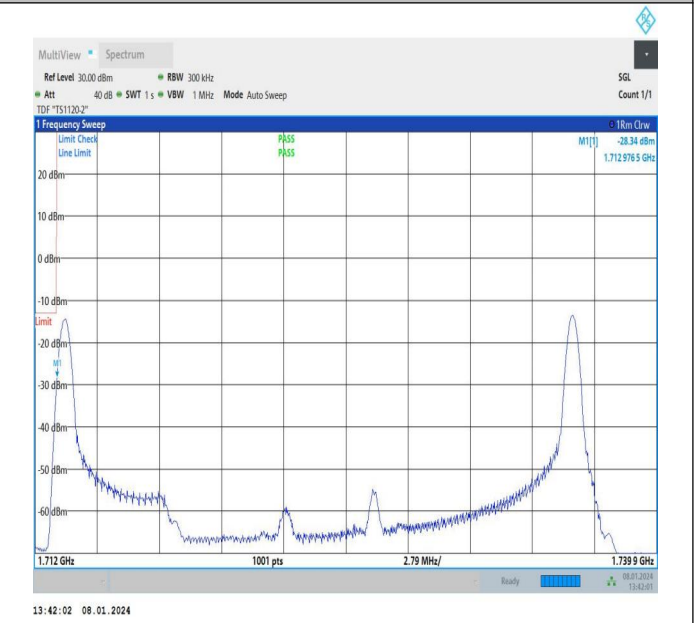 MultiView Spectrum
Ref Level 30.00 dBm RBW 300 kHz SGL
Att 40 dB SWT 1 s VBW 1 MHz Mode Auto Sweep Count 1/1
TDF "TS1120-2"
1 Frequency Sweep 1Rm Clrw
Limit Check PASS M1[1] -28.34 dBm
Line Limit PASS 1.712 976 5 GHz
20 dBm
10 dBm
0 dBm
-10 dBm
Limit
-20 dBm
M1
-30 dBm
-40 dBm
-50 dBm
-60 dBm
1.712 GHz 1001 pts 2.79 MHz/ 1.739 9 GHz
Ready 08.01.2024
13:42:01
13:42:02 08.01.2024